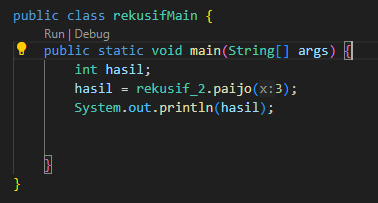 public class rekusifMain {
Run | Debug
public static void main(String[] args) {
int hasil;
hasil = rekusif_2.paijo(x:3);
System.out.println(hasil);
}
}